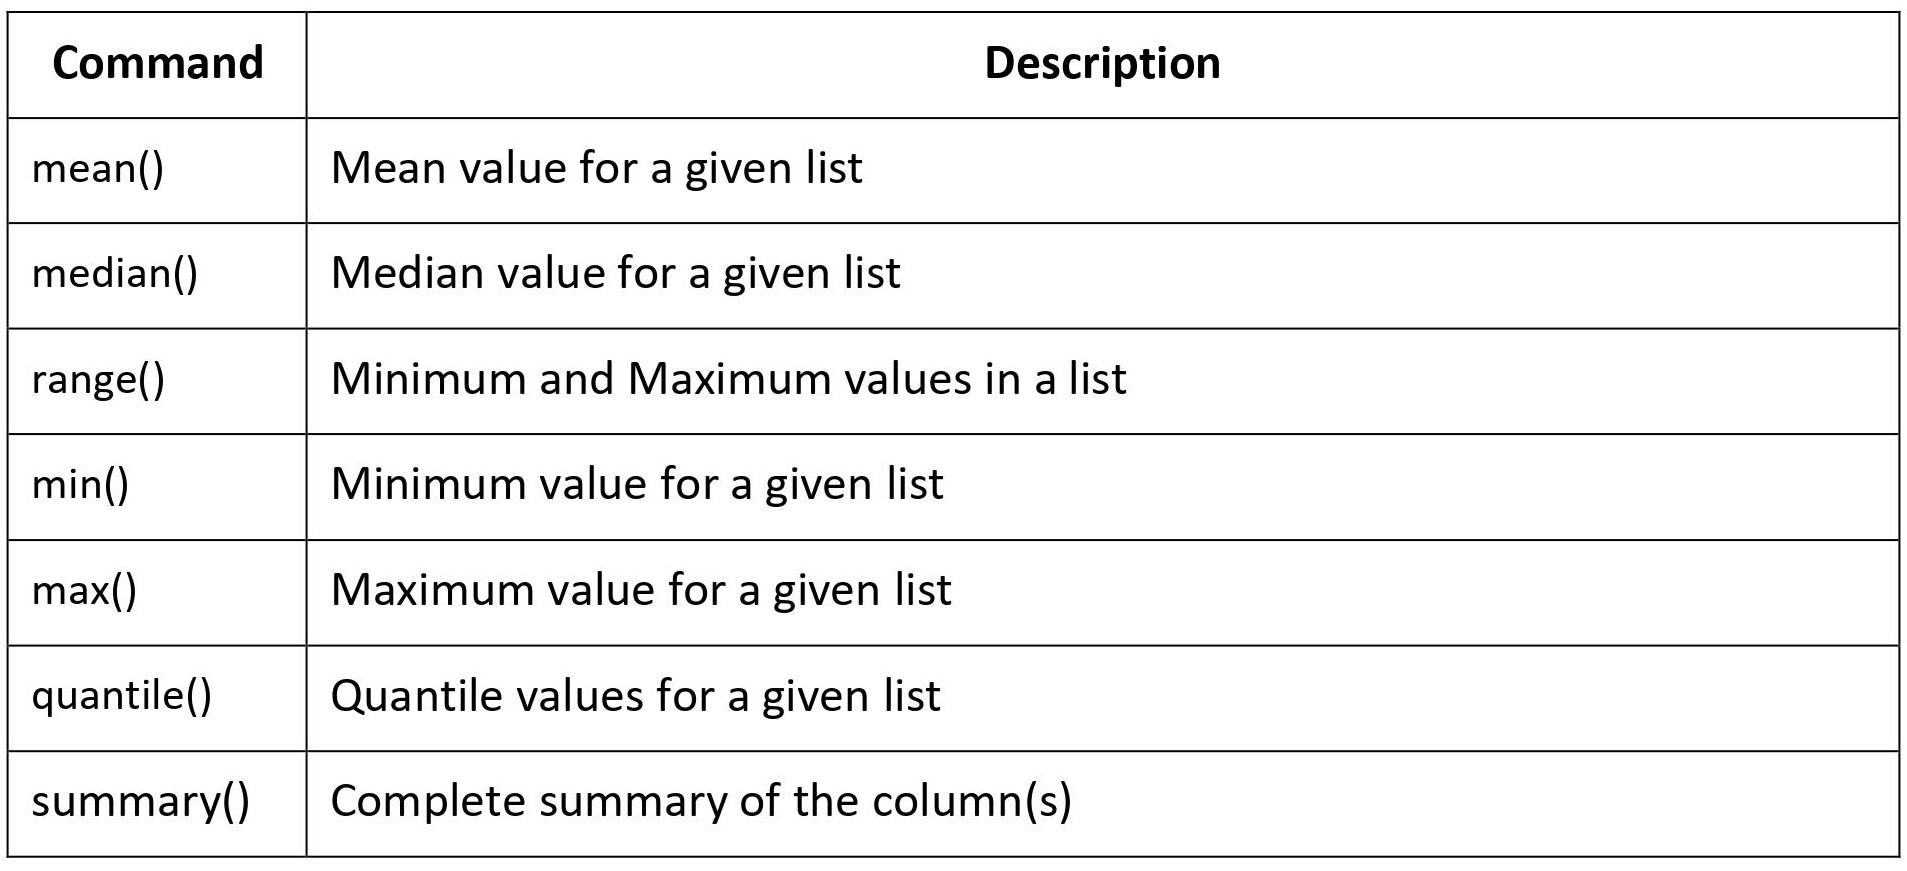 Command Description
mean() Mean value for a given list
median() Median value for a given list
range() Minimum and Maximum values in a list
min() Minimum value for a given list
max() Maximum value for a given list
quantile() Quantile values for a given list
summary() Complete summary of the column(s)